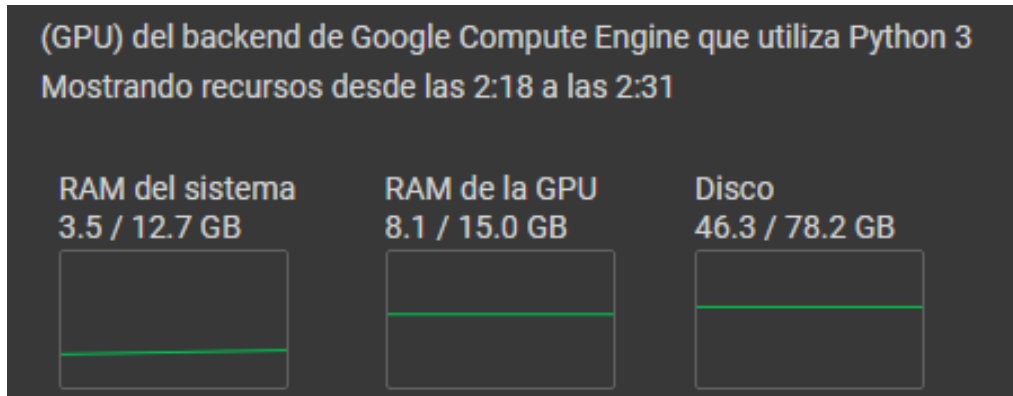 (GPU) del backend de Google Compute Engine que utiliza Python 3
Mostrando recursos desde las 2:18 a las 2:31
RAM del sistema
3.5 / 12.7 GB
RAM de la GPU
8.1 / 15.0 GB
Disco
46.3 / 78.2 GB